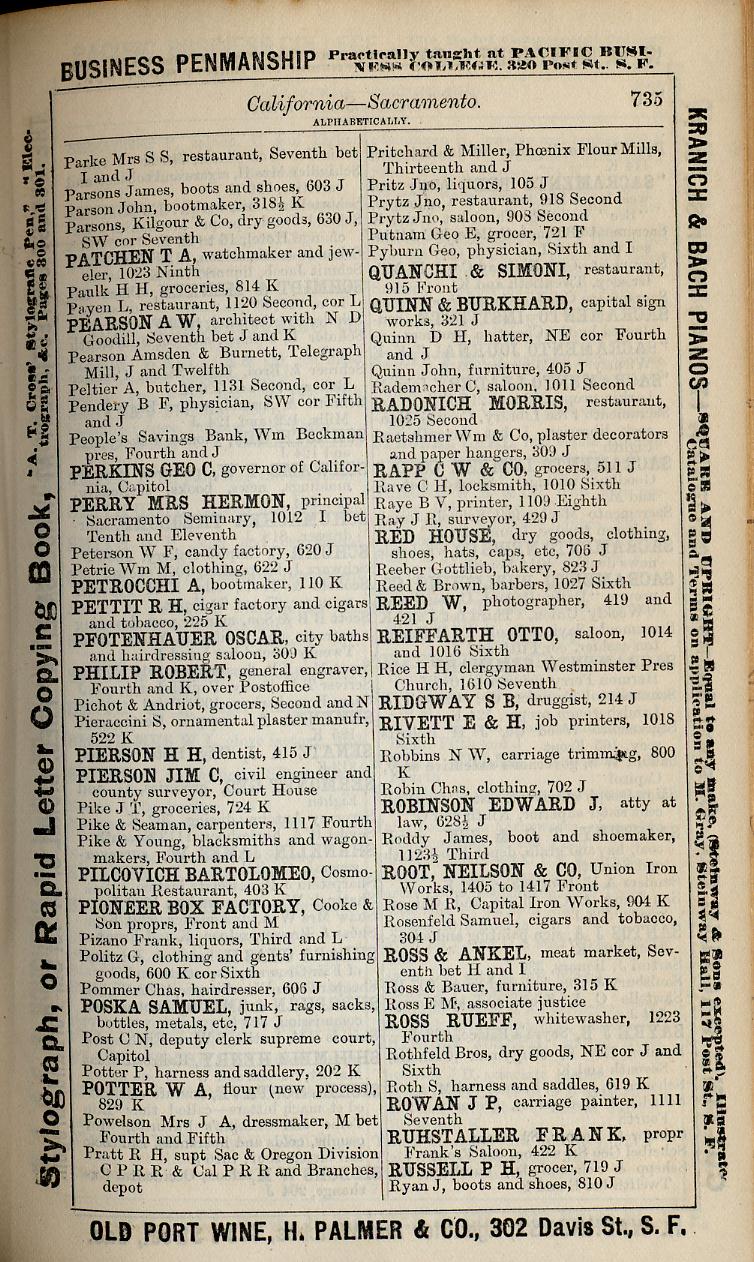 BUSINESS PENMANSHIP Practically taught at PACIFIC BUSI-
NESS COLLEGE. 320 Post St., S. F.
California—Sacramento. 735
ALPHABETICALLY.
Parke Mrs S S, restaurant, Seventh bet
I and J
Parsons James, boots and shoes, 603 J
Parson John, bootmaker, 318½ K
Parsons, Kilgour & Co, dry goods, 630 J,
SW cor Seventh
PATCHEN T A, watchmaker and jew-
eler, 1023 Ninth
Paulk H H, groceries, 814 K
Payen L, restaurant, 1120 Second, cor L
PEARSON A W, architect with N D
Goodill, Seventh bet J and K
Pearson Amsden & Burnett, Telegraph
Mill, J and Twelfth
Peltier A, butcher, 1131 Second, cor L
Pendery B F, physician, SW cor Fifth
and J
People's Savings Bank, Wm Beckman
pres, Fourth and J
PERKINS GEO C, governor of Califor-
nia, Capitol
PERRY MRS HERMON, principal
Sacramento Seminary, 1012 I bet
Tenth and Eleventh
Peterson W F, candy factory, 620 J
Petrie Wm M, clothing, 622 J
PETROCCHI A, bootmaker, 110 K
PETTIT R H, cigar factory and cigars
and tobacco, 225 K
PFOTENHAUER OSCAR, city baths
and hairdressing saloon, 309 K
PHILIP ROBERT, general engraver,
Fourth and K, over Postoffice
Pichot & Andriot, grocers, Second and N
Pieraccini S, ornamental plaster manufr,
522 K
PIERSON H H, dentist, 415 J
PIERSON JIM C, civil engineer and
county surveyor, Court House
Pike J T, groceries, 724 K
Pike & Seaman, carpenters, 1117 Fourth
Pike & Young, blacksmiths and wagon-
makers, Fourth and L
PILCOVICH BARTOLOMEO, Cosmo-
politan Restaurant, 403 K
PIONEER BOX FACTORY, Cooke &
Son proprs, Front and M
Pizano Frank, liquors, Third and L
Politz G, clothing and gents' furnishing
goods, 600 K cor Sixth
Pommer Chas, hairdresser, 606 J
POSKA SAMUEL, junk, rags, sacks,
bottles, metals, etc, 717 J
Post C N, deputy clerk supreme court,
Capitol
Potter P, harness and saddlery, 202 K
POTTER W A, flour (new process),
829 K
Powelson Mrs J A, dressmaker, M bet
Fourth and Fifth
Pratt R H, supt Sac & Oregon Division
C P R R & Cal P R R and Branches,
depot
Pritchard & Miller, Phœnix Flour Mills,
Thirteenth and J
Pritz Jno, liquors, 105 J
Prytz Jno, restaurant, 918 Second
Prytz Jno, saloon, 908 Second
Putnam Geo E, grocer, 721 F
Pyburn Geo, physician, Sixth and I
QUANCHI & SIMONI, restaurant,
915 Front
QUINN & BURKHARD, capital sign
works, 321 J
Quinn D H, hatter, NE cor Fourth
and J
Quinn John, furniture, 405 J
Rademacher C, saloon, 1011 Second
RADONICH MORRIS, restaurant,
1025 Second
Raetshmer Wm & Co, plaster decorators
and paper hangers, 309 J
RAPP C W & CO, grocers, 511 J
Rave C H, locksmith, 1010 Sixth
Raye B V, printer, 1109 Eighth
Ray J R, surveyor, 429 J
RED HOUSE, dry goods, clothing,
shoes, hats, caps, etc, 706 J
Reeber Gottlieb, bakery, 823 J
Reed & Brown, barbers, 1027 Sixth
REED W, photographer, 419 and
421 J
REIFFARTH OTTO, saloon, 1014
and 1016 Sixth
Rice H H, clergyman Westminster Pres
Church, 1610 Seventh
RIDGWAY S B, druggist, 214 J
RIVETT E & H, job printers, 1018
Sixth
Robbins N W, carriage trimming, 800
K
Robin Chas, clothing, 702 J
ROBINSON EDWARD J, atty at
law, 628½ J
Roddy James, boot and shoemaker,
1123½ Third
ROOT, NEILSON & CO, Union Iron
Works, 1405 to 1417 Front
Rose M R, Capital Iron Works, 904 K
Rosenfeld Samuel, cigars and tobacco,
304 J
ROSS & ANKEL, meat market, Sev-
enth bet H and I
Ross & Bauer, furniture, 315 K
Ross E M, associate justice
ROSS RUEFF, whitewasher, 1223
Fourth
Rothfeld Bros, dry goods, NE cor J and
Sixth
Roth S, harness and saddles, 619 K
ROWAN J P, carriage painter, 1111
Seventh
RUHSTALLER FRANK, propr
Frank's Saloon, 422 K
RUSSELL P H, grocer, 719 J
Ryan J, boots and shoes, 810 J
Stylograph, or Rapid Letter Copying Book, "A. T. Cross' Stylografic Pen," "Elec-
trograph, &c. Pages 300 and 301.
KRANICH & BACH PIANOS—SQUARE AND UPRIGHT—Equal to any make, (Steinway & Sons excepted). Illustrate
Catalogue and Terms on application to M. Gray, Steinway Hall, 117 Post St., S. F.
OLD PORT WINE, H. PALMER & CO., 302 Davis St., S. F.